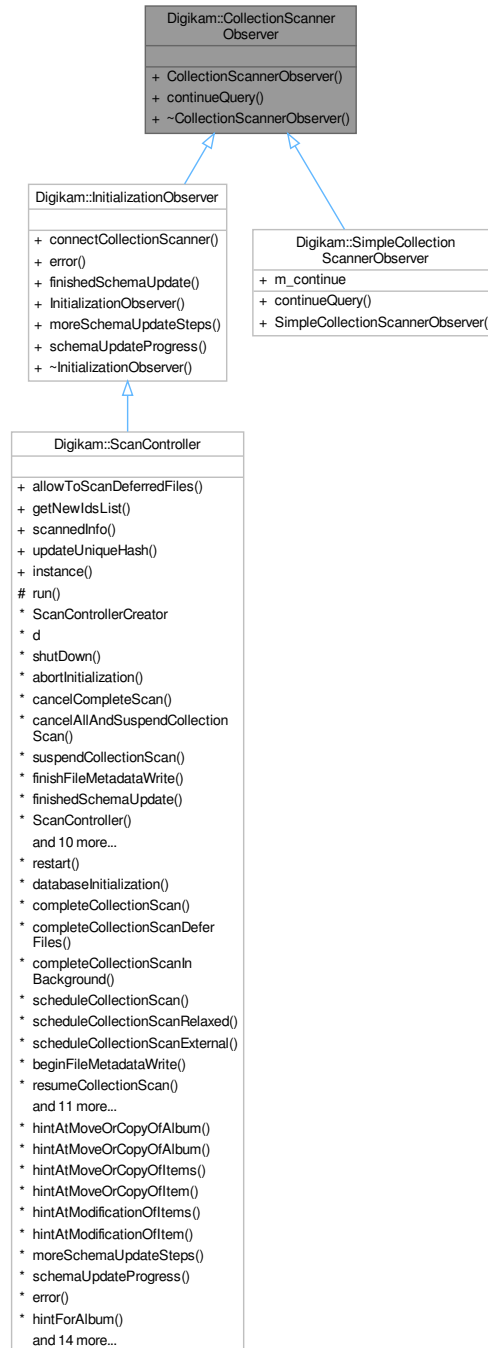 Digikam::CollectionScanner
Observer
+ CollectionScannerObserver()
+ continueQuery()
+ ~CollectionScannerObserver()
Digikam::InitializationObserver
+ connectCollectionScanner()
+ error()
+ finishedSchemaUpdate()
+ InitializationObserver()
+ moreSchemaUpdateSteps()
+ schemaUpdateProgress()
+ ~InitializationObserver()
Digikam::SimpleCollection
ScannerObserver
+ m_continue
+ continueQuery()
+ SimpleCollectionScannerObserver(
Digikam::ScanController
+ allowToScanDeferredFiles()
+ getNewIdsList()
+ scannedInfo()
+ updateUniqueHash()
+ instance()
# run()
* ScanControllerCreator
* d
* shutDown()
* abortInitialization()
* cancelCompleteScan()
* cancelAllAndSuspendCollection
Scan()
* suspendCollectionScan()
* finishFileMetadataWrite()
* finishedSchemaUpdate()
* ScanController()
and 10 more...
* restart()
* databaseInitialization()
* completeCollectionScan()
* completeCollectionScanDefer
Files()
* completeCollectionScanIn
Background()
* scheduleCollectionScan()
* scheduleCollectionScanRelaxed()
* scheduleCollectionScanExternal()
* beginFileMetadataWrite()
* resumeCollectionScan()
and 11 more...
* hintAtMoveOrCopyOfAlbum()
* hintAtMoveOrCopyOfAlbum()
* hintAtMoveOrCopyOfItems()
* hintAtMoveOrCopyOfItem()
* hintAtModificationOfItems()
* hintAtModificationOfItem()
* moreSchemaUpdateSteps()
* schemaUpdateProgress()
* error()
* hintForAlbum()
and 14 more...